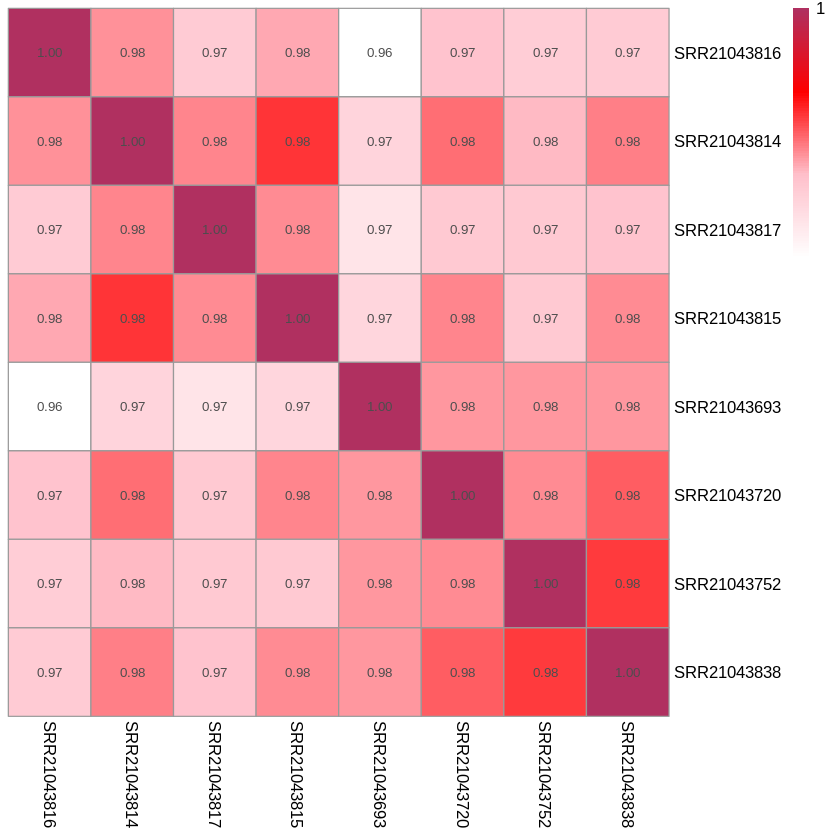 1
1.00 0.98 0.97 0.98 0.96 0.97 0.97 0.97 SRR21043816
0.98 1.00 0.98 0.98 0.97 0.98 0.98 0.98 SRR21043814
0.97 0.98 1.00 0.98 0.97 0.97 0.97 0.97 SRR21043817
0.98 0.98 0.98 1.00 0.97 0.98 0.97 0.98 SRR21043815
0.96 0.97 0.97 0.97 1.00 0.98 0.98 0.98 SRR21043693
0.97 0.98 0.97 0.98 0.98 1.00 0.98 0.98 SRR21043720
0.97 0.98 0.97 0.97 0.98 0.98 1.00 0.98 SRR21043752
0.97 0.98 0.97 0.98 0.98 0.98 0.98 1.00 SRR21043838
SRR21043816
SRR21043814
SRR21043817
SRR21043815
SRR21043693
SRR21043720
SRR21043752
SRR21043838